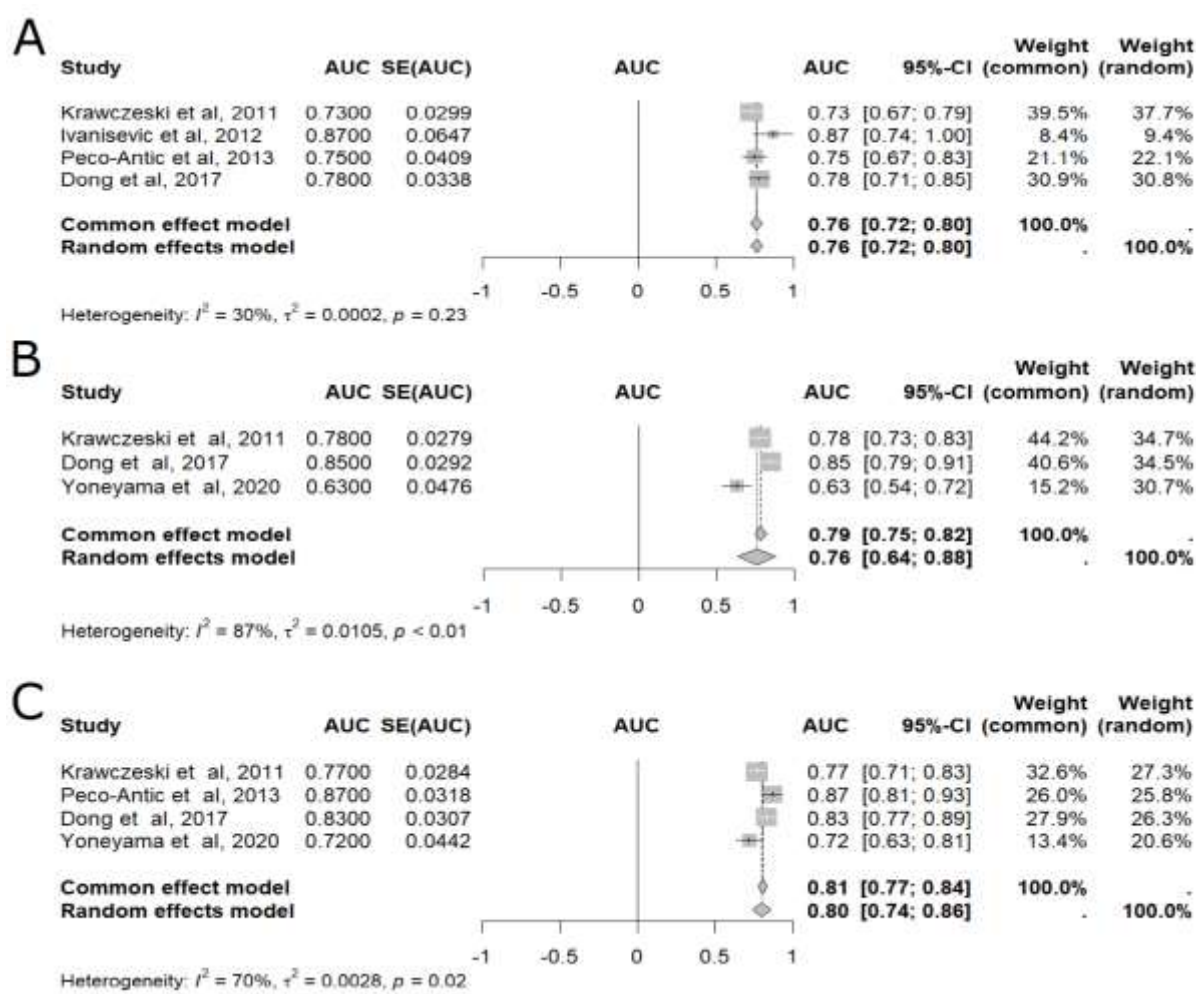 A
Weight Weight
Study AUC SE(AUC) AUC AUC 95%-CI (common) (random)
Krawczeski et al, 2011 0.7300 0.0299 0.73 [0.67; 0.79] 39.5% 37.7%
Ivanisevic et al, 2012 0.8700 0.0647 0.87 [0.74; 1.00] 8.4% 9.4%
Peco-Antic et al, 2013 0.7500 0.0409 0.75 [0.67; 0.83] 21.1% 22.1%
Dong et al, 2017 0.7800 0.0338 0.78 [0.71; 0.85] 30.9% 30.8%
Common effect model 0.76 [0.72; 0.80] 100.0% .
Random effects model 0.76 [0.72; 0.80] . 100.0%
-1 -0.5 0 0.5 1
Heterogeneity: I² = 30%, τ² = 0.0002, p = 0.23
B
Weight Weight
Study AUC SE(AUC) AUC AUC 95%-CI (common) (random)
Krawczeski et al, 2011 0.7800 0.0279 0.78 [0.73; 0.83] 44.2% 34.7%
Dong et al, 2017 0.8500 0.0292 0.85 [0.79; 0.91] 40.6% 34.5%
Yoneyama et al, 2020 0.6300 0.0476 0.63 [0.54; 0.72] 15.2% 30.7%
Common effect model 0.79 [0.75; 0.82] 100.0% .
Random effects model 0.76 [0.64; 0.88] . 100.0%
-1 -0.5 0 0.5 1
Heterogeneity: I² = 87%, τ² = 0.0105, p < 0.01
C
Weight Weight
Study AUC SE(AUC) AUC AUC 95%-CI (common) (random)
Krawczeski et al, 2011 0.7700 0.0284 0.77 [0.71; 0.83] 32.6% 27.3%
Peco-Antic et al, 2013 0.8700 0.0318 0.87 [0.81; 0.93] 26.0% 25.8%
Dong et al, 2017 0.8300 0.0307 0.83 [0.77; 0.89] 27.9% 26.3%
Yoneyama et al, 2020 0.7200 0.0442 0.72 [0.63; 0.81] 13.4% 20.6%
Common effect model 0.81 [0.77; 0.84] 100.0% .
Random effects model 0.80 [0.74; 0.86] . 100.0%
-1 -0.5 0 0.5 1
Heterogeneity: I² = 70%, τ² = 0.0028, p = 0.02